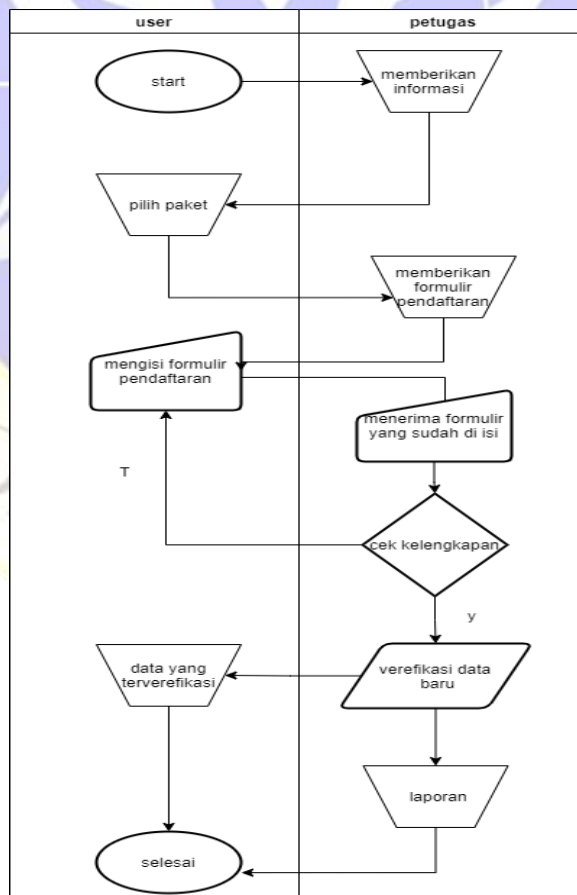 user
petugas
start
memberikan
informasi
pilih paket
memberikan
formulir
pendaftaran
mengisi formulir
pendaftaran
menerima formulir
yang sudah di isi
T
cek kelengkapan
y
data yang
terverefikasi
verefikasi data
baru
laporan
selesai